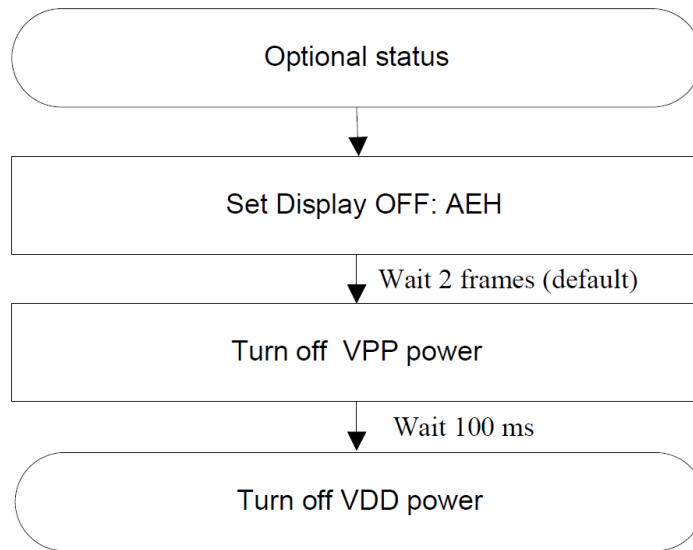 Optional status
Set Display OFF: AEH
Wait 2 frames (default)
Turn off VPP power
Wait 100 ms
Turn off VDD power